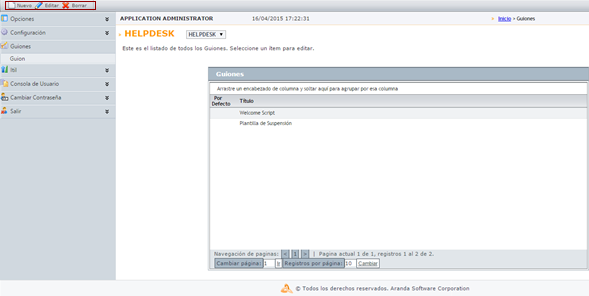 Nuevo Editar Borrar
Opciones
Configuración
Guiones
Guion
Itil
Consola de Usuario
Cambiar Contraseña
Salir
APPLICATION ADMINISTRATOR 16/04/2015 17:22:31 Inicio > Guiones
HELPDESK HELPDESK
Este es el listado de todos los Guiones. Seleccione un item para editar.
Guiones
Arrastre un encabezado de columna y soltar aqui para agrupar por esa columna
Por Defecto Título
Welcome Script
Plantilla de Suspensión
Navegación de paginas: < 1 > | Pagina actual 1 de 1, registros 1 al 2 de 2.
Cambiar página: 1 Ir Registros por página: 10 Cambiar
© Todos los derechos reservados. Aranda Software Corporation